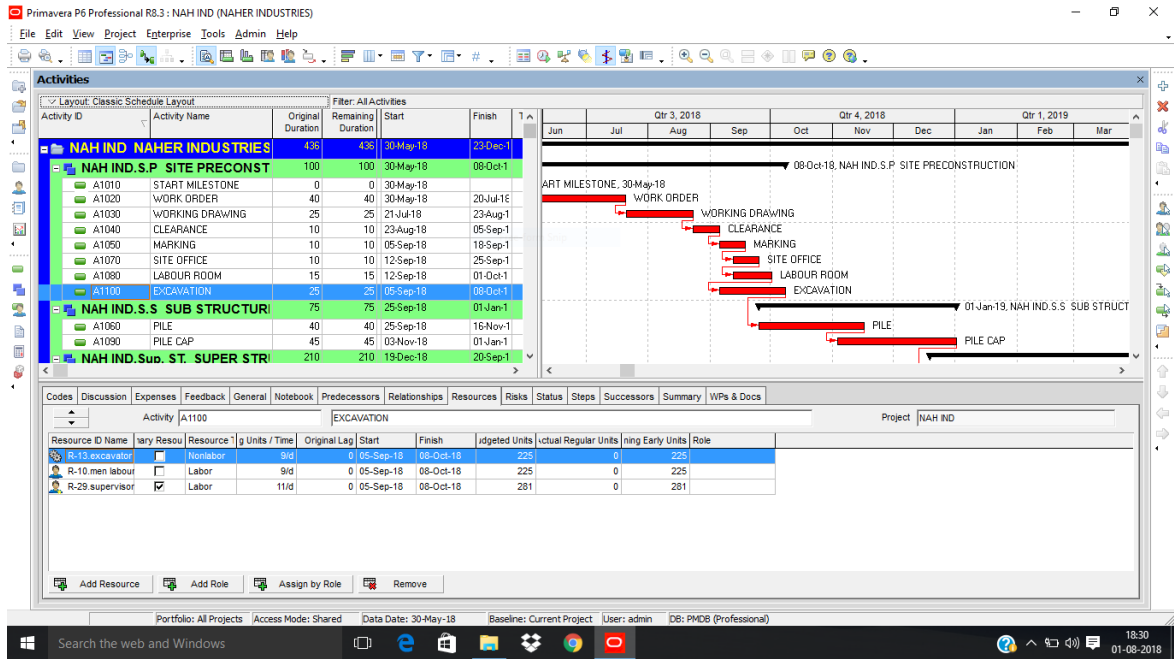 Primavera P6 Professional R8.3 : NAH IND (NAHER INDUSTRIES)
File Edit View Project Enterprise Tools Admin Help
Activities
Layout: Classic Schedule Layout Filter: All Activities
Activity ID Activity Name Original Duration Remaining Duration Start Finish
Qtr 3, 2018 Qtr 4, 2018 Qtr 1, 2019
Jun Jul Aug Sep Oct Nov Dec Jan Feb Mar
NAH IND NAHER INDUSTRIES 436 436 30-May-18 23-Dec-1
NAH IND.S.P SITE PRECONST 100 100 30-May-18 08-Oct-1 08-Oct-18, NAH IND.S.P SITE PRECONSTRUCTION
A1010 START MILESTONE 0 0 30-May-18 ART MILESTONE, 30-May-18
A1020 WORK ORDER 40 40 30-May-18 20-Jul-18 WORK ORDER
A1030 WORKING DRAWING 25 25 21-Jul-18 23-Aug-1 WORKING DRAWING
A1040 CLEARANCE 10 10 23-Aug-18 05-Sep-1 CLEARANCE
A1050 MARKING 10 10 05-Sep-18 18-Sep-1 MARKING
A1070 SITE OFFICE 10 10 12-Sep-18 25-Sep-1 SITE OFFICE
A1080 LABOUR ROOM 15 15 12-Sep-18 01-Oct-1 LABOUR ROOM
A1100 EXCAVATION 25 25 05-Sep-18 08-Oct-1 EXCAVATION
NAH IND.S.S SUB STRUCTURI 75 75 25-Sep-18 01-Jan-1 01-Jan-19, NAH IND.S.S SUB STRUCT
A1060 PILE 40 40 25-Sep-18 16-Nov-1 PILE
A1090 PILE CAP 45 45 03-Nov-18 01-Jan-1 PILE CAP
NAH IND.Sup. ST. SUPER STRI 210 210 19-Dec-18 20-Sep-1
Codes Discussion Expenses Feedback General Notebook Predecessors Relationships Resources Risks Status Steps Successors Summary WPs & Docs
Activity A1100 EXCAVATION Project NAH IND
Resource ID Name nary Resou Resource T g Units / Time Original Lag Start Finish udgeted Units Actual Regular Units ning Early Units Role
R-13.excavator Nonlabor 9/d 0 05-Sep-18 08-Oct-18 225 0 225
R-10.men labour Labor 9/d 0 05-Sep-18 08-Oct-18 225 0 225
R-29.supervisor Labor 11/d 0 05-Sep-18 08-Oct-18 281 0 281
Add Resource Add Role Assign by Role Remove
Portfolio: All Projects Access Mode: Shared Data Date: 30-May-18 Baseline: Current Project User: admin DB: PMDB (Professional)
Search the web and Windows
18:30
01-08-2018